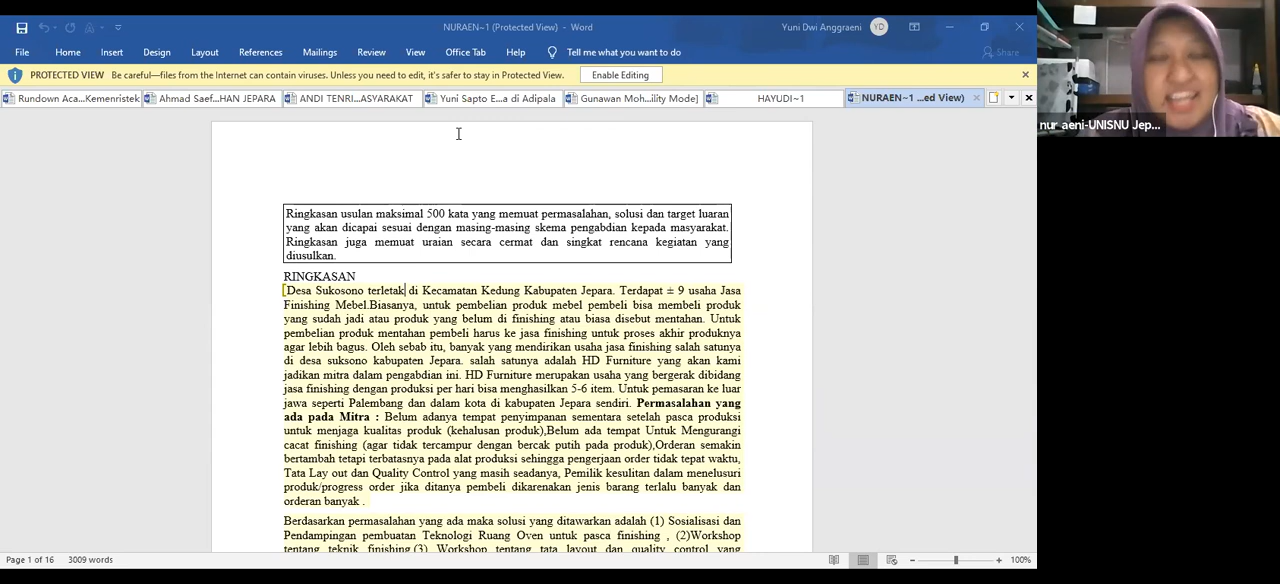 NURAEN~1 (Protected View) - Word
Yuni Dwi Anggraeni
YD
File Home Insert Design Layout References Mailings Review View Office Tab Help Tell me what you want to do
Share
PROTECTED VIEW Be careful—files from the Internet can contain viruses. Unless you need to edit, it's safer to stay in Protected View. Enable Editing
Rundown Aca...Kemenristek Ahmad Saef...HAN JEPARA ANDI TENRI...ASYARAKAT Yuni Sapto E...a di Adipala Gunawan Moh...ility Mode] HAYUDI~1 NURAEN~1 ...ed View)
nur aeni-UNISNU Jep...
Ringkasan usulan maksimal 500 kata yang memuat permasalahan, solusi dan target luaran
yang akan dicapai sesuai dengan masing-masing skema pengabdian kepada masyarakat.
Ringkasan juga memuat uraian secara cermat dan singkat rencana kegiatan yang
diusulkan.
RINGKASAN
Desa Sukosono terletak di Kecamatan Kedung Kabupaten Jepara. Terdapat ± 9 usaha Jasa
Finishing Mebel.Biasanya, untuk pembelian produk mebel pembeli bisa membeli produk
yang sudah jadi atau produk yang belum di finishing atau biasa disebut mentahan. Untuk
pembelian produk mentahan pembeli harus ke jasa finishing untuk proses akhir produknya
agar lebih bagus. Oleh sebab itu, banyak yang mendirikan usaha jasa finishing salah satunya
di desa suksono kabupaten Jepara. salah satunya adalah HD Furniture yang akan kami
jadikan mitra dalam pengabdian ini. HD Furniture merupakan usaha yang bergerak dibidang
jasa finishing dengan produksi per hari bisa menghasilkan 5-6 item. Untuk pemasaran ke luar
jawa seperti Palembang dan dalam kota di kabupaten Jepara sendiri. Permasalahan yang
ada pada Mitra : Belum adanya tempat penyimpanan sementara setelah pasca produksi
untuk menjaga kualitas produk (kehalusan produk),Belum ada tempat Untuk Mengurangi
cacat finishing (agar tidak tercampur dengan bercak putih pada produk),Orderan semakin
bertambah tetapi terbatasnya pada alat produksi sehingga pengerjaan order tidak tepat waktu,
Tata Lay out dan Quality Control yang masih seadanya, Pemilik kesulitan dalam menelusuri
produk/progress order jika ditanya pembeli dikarenakan jenis barang terlalu banyak dan
orderan banyak .
Berdasarkan permasalahan yang ada maka solusi yang ditawarkan adalah (1) Sosialisasi dan
Pendampingan pembuatan Teknologi Ruang Oven untuk pasca finishing , (2)Workshop
tentang teknik finishing,(3) Workshop tentang tata layout dan quality control yang
Page 1 of 16 3009 words
100%